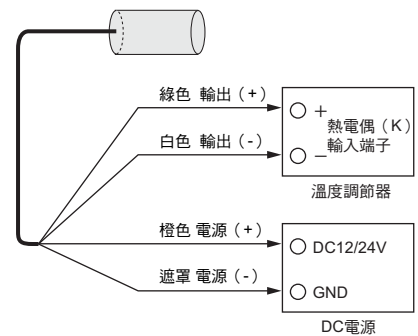 綠色 輸出（+）
+
熱電偶（K）
白色 輸出（-）
輸入端子
−
溫度調節器
橙色 電源（+）
DC12/24V
遮罩 電源（-）
GND
DC電源